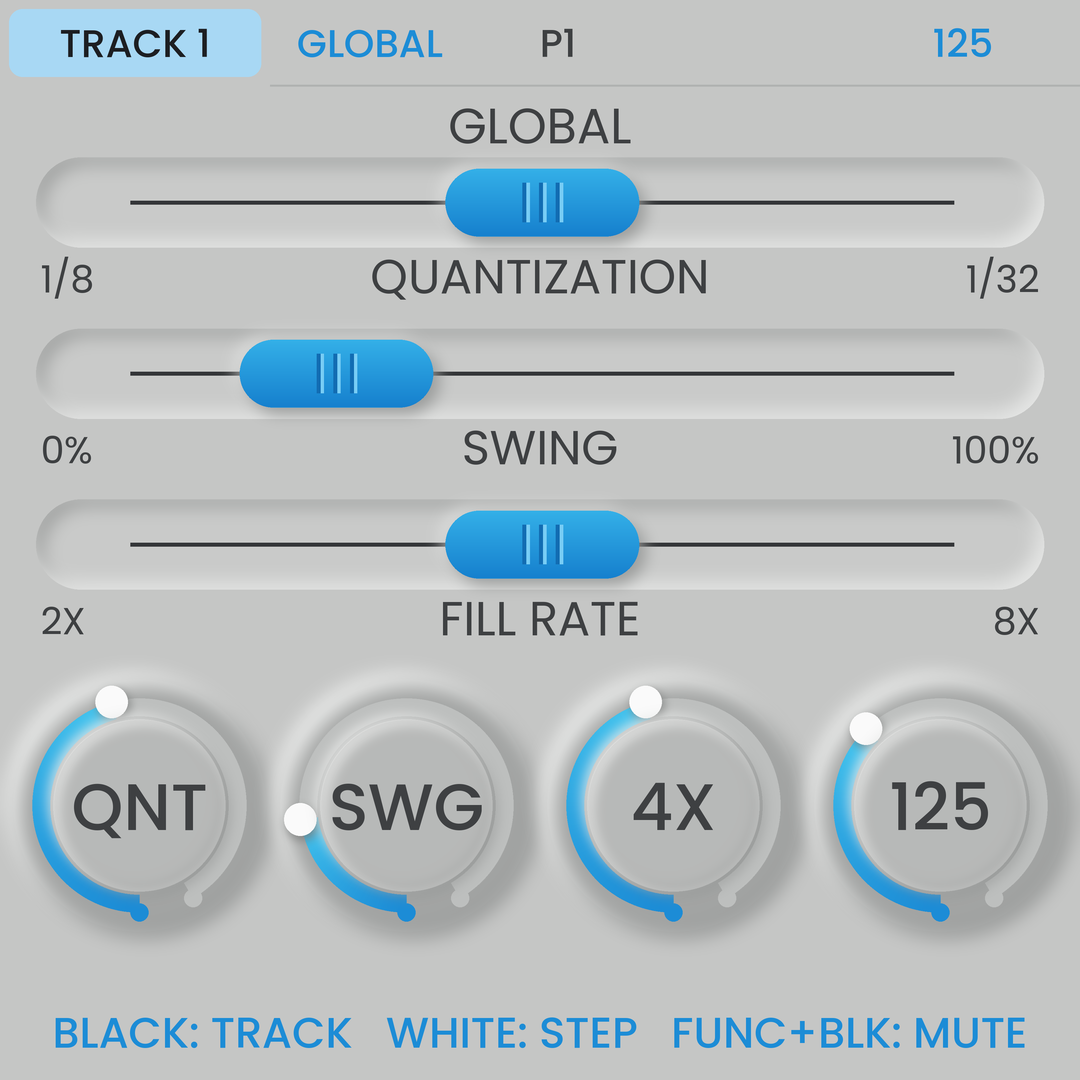 TRACK 1 GLOBAL P1 125
GLOBAL
1/8 QUANTIZATION 1/32
0% SWING 100%
2X FILL RATE 8X
QNT SWG 4X 125
BLACK: TRACK WHITE: STEP FUNC+BLK: MUTE